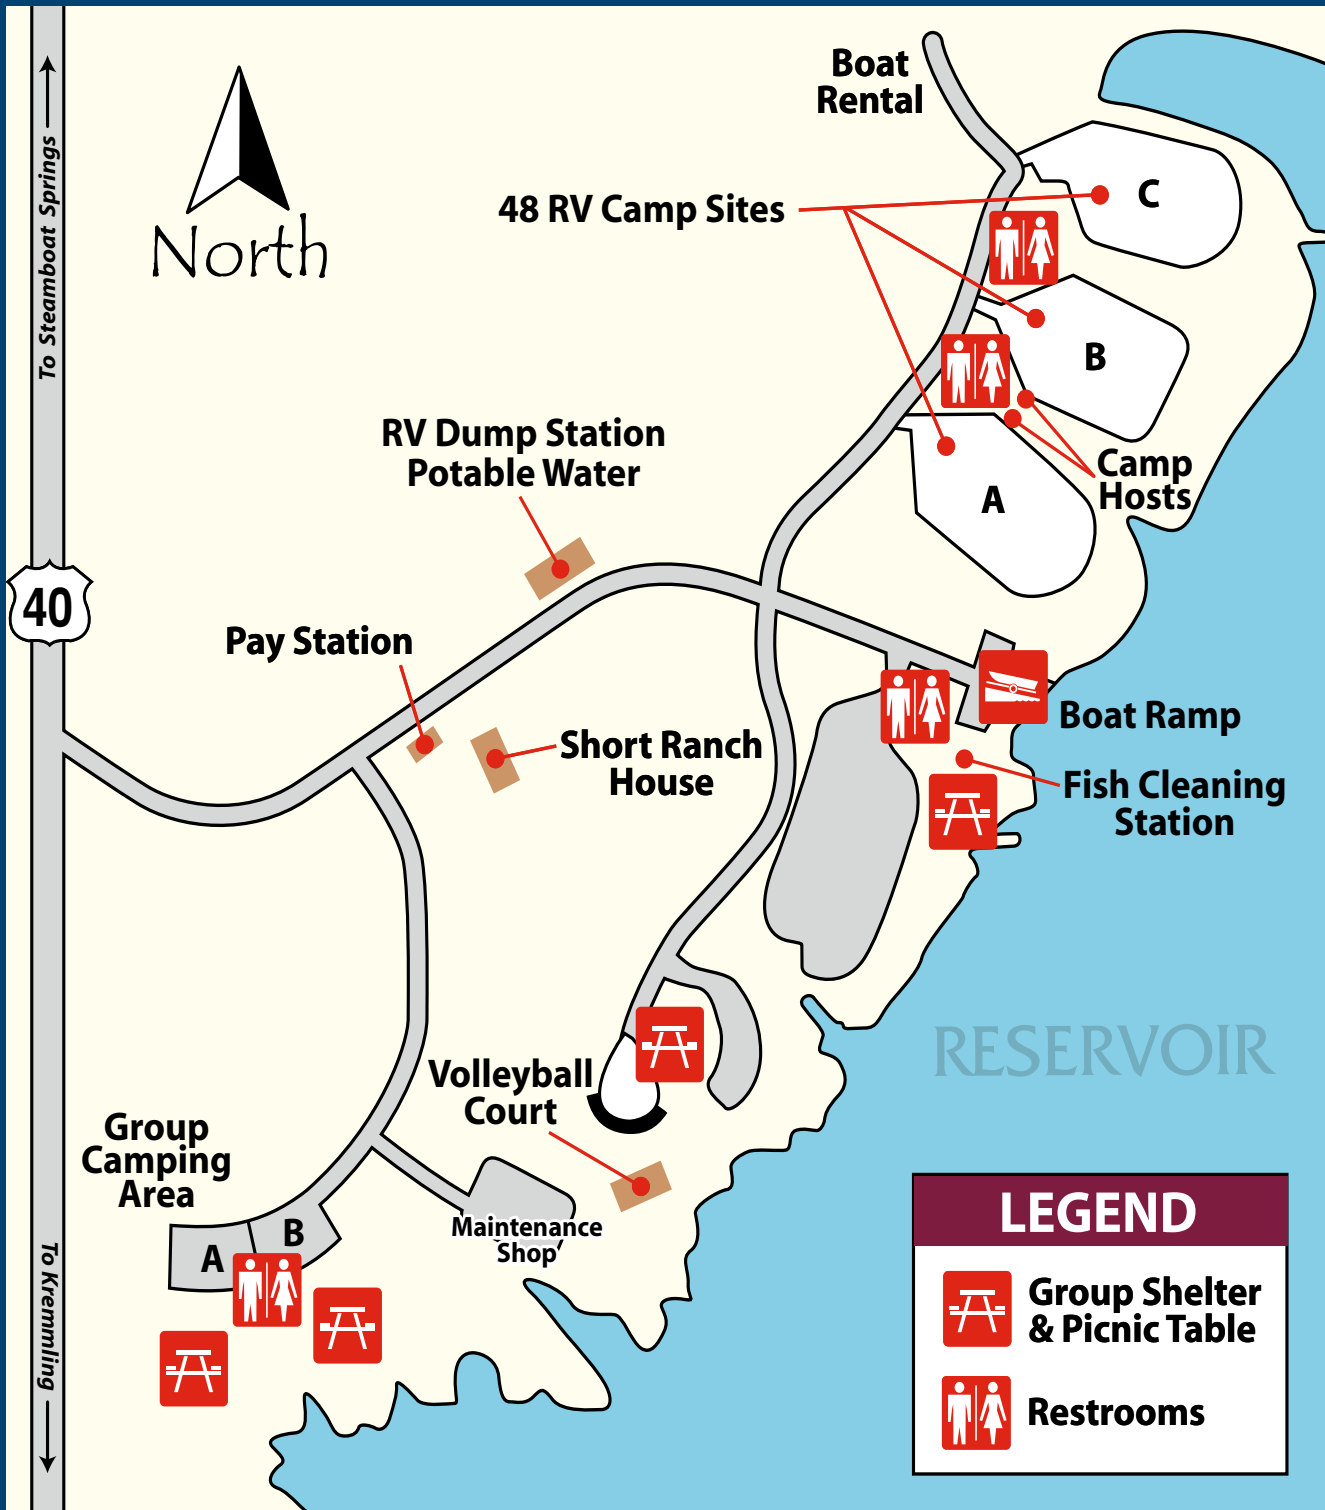 Boat
Rental
To Steamboat Springs
North
C
48 RV Camp Sites
B
RV Dump Station
Potable Water
Camp
Hosts
A
40
Pay Station
Short Ranch
House
Boat Ramp
Fish Cleaning
Station
RESERVOIR
Volleyball
Court
Group
Camping
Area
A
B
Maintenance
Shop
To Kremmling
LEGEND
Group Shelter
& Picnic Table
Restrooms